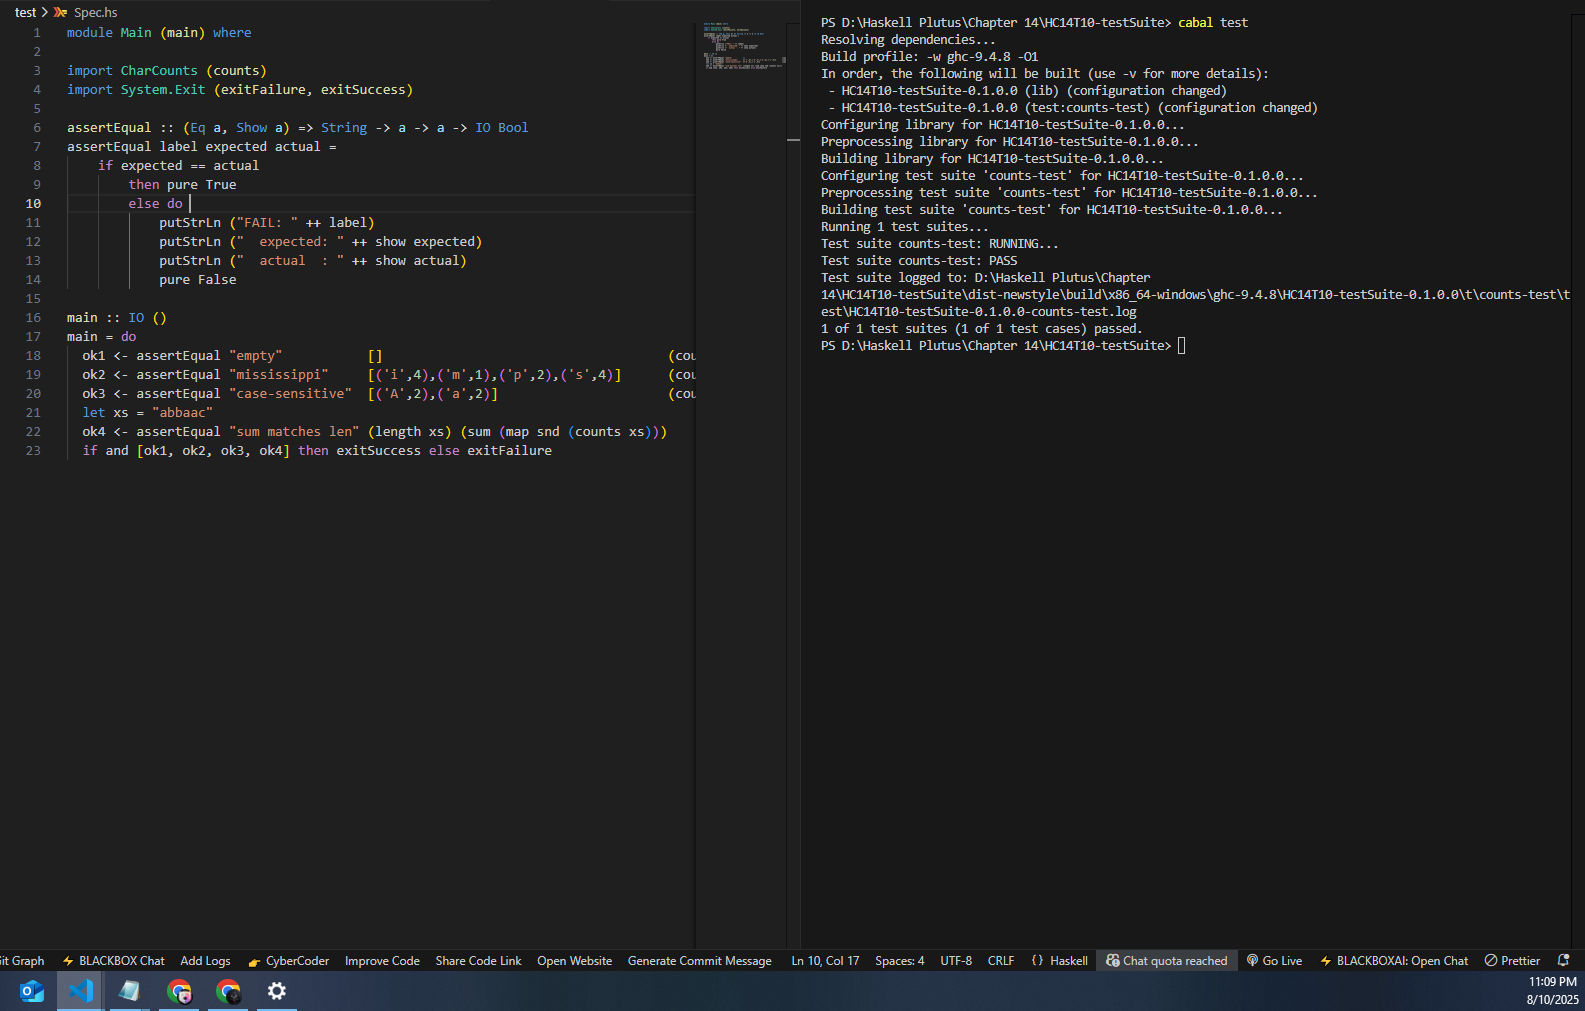 test > Spec.hs
1 module Main (main) where
2
3 import CharCounts (counts)
4 import System.Exit (exitFailure, exitSuccess)
5
6 assertEqual :: (Eq a, Show a) => String -> a -> a -> IO Bool
7 assertEqual label expected actual =
8     if expected == actual
9         then pure True
10         else do
11             putStrLn ("FAIL: " ++ label)
12             putStrLn ("  expected: " ++ show expected)
13             putStrLn ("  actual  : " ++ show actual)
14             pure False
15
16 main :: IO ()
17 main = do
18   ok1 <- assertEqual "empty"           []                                     (cou
19   ok2 <- assertEqual "mississippi"     [('i',4),('m',1),('p',2),('s',4)]      (cou
20   ok3 <- assertEqual "case-sensitive"  [('A',2),('a',2)]                      (cou
21   let xs = "abbaac"
22   ok4 <- assertEqual "sum matches len" (length xs) (sum (map snd (counts xs)))
23   if and [ok1, ok2, ok3, ok4] then exitSuccess else exitFailure
PS D:\Haskell Plutus\Chapter 14\HC14T10-testSuite> cabal test
Resolving dependencies...
Build profile: -w ghc-9.4.8 -O1
In order, the following will be built (use -v for more details):
 - HC14T10-testSuite-0.1.0.0 (lib) (configuration changed)
 - HC14T10-testSuite-0.1.0.0 (test:counts-test) (configuration changed)
Configuring library for HC14T10-testSuite-0.1.0.0...
Preprocessing library for HC14T10-testSuite-0.1.0.0...
Building library for HC14T10-testSuite-0.1.0.0...
Configuring test suite 'counts-test' for HC14T10-testSuite-0.1.0.0...
Preprocessing test suite 'counts-test' for HC14T10-testSuite-0.1.0.0...
Building test suite 'counts-test' for HC14T10-testSuite-0.1.0.0...
Running 1 test suites...
Test suite counts-test: RUNNING...
Test suite counts-test: PASS
Test suite logged to: D:\Haskell Plutus\Chapter
14\HC14T10-testSuite\dist-newstyle\build\x86_64-windows\ghc-9.4.8\HC14T10-testSuite-0.1.0.0\t\counts-test\t
est\HC14T10-testSuite-0.1.0.0-counts-test.log
1 of 1 test suites (1 of 1 test cases) passed.
PS D:\Haskell Plutus\Chapter 14\HC14T10-testSuite>
it Graph BLACKBOX Chat Add Logs CyberCoder Improve Code Share Code Link Open Website Generate Commit Message Ln 10, Col 17 Spaces: 4 UTF-8 CRLF {} Haskell Chat quota reached Go Live BLACKBOXAI: Open Chat Prettier
11:09 PM
8/10/2025